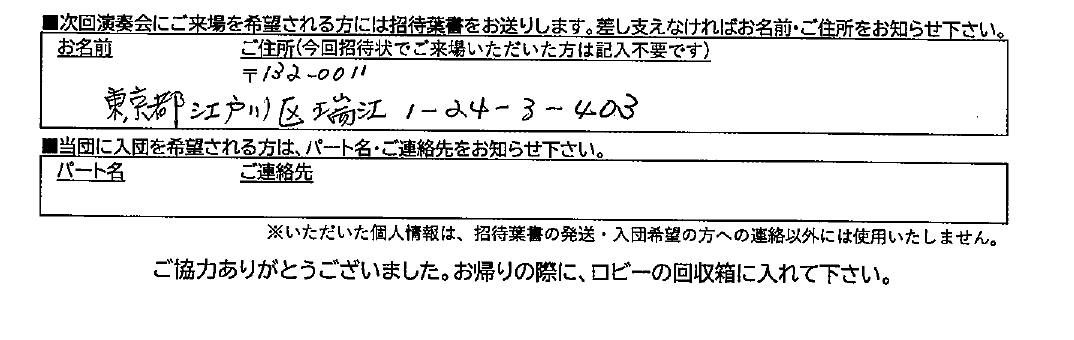 ■次回演奏会にご来場を希望される方には招待葉書をお送りします。差し支えなければお名前・ご住所をお知らせ下さい。
お名前 ご住所(今回招待状でご来場いただいた方は記入不要です)
〒132-0011
東京都江戸川区瑞江1-24-3-403
■当団に入団を希望される方は、パート名・ご連絡先をお知らせ下さい。
パート名 ご連絡先
※いただいた個人情報は、招待葉書の発送・入団希望の方への連絡以外には使用いたしません。
ご協力ありがとうございました。お帰りの際に、ロビーの回収箱に入れて下さい。